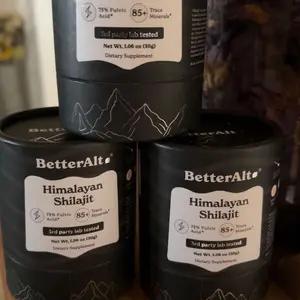 75% Fulvic
Acid*
85+
Trace
Minerals*
3rd party lab tested
Net Wt. 1.06 oz (30g)
Dietary Supplement
BetterAlt
Himalayan
Shilajit
75% Fulvic
Acid*
85+
Trace
Minerals*
3rd party lab tested
Net Wt. 1.06 oz (30g)
Dietary Supplement
BetterAlt
Himalayan
Shilajit
75% Fulvic
Acid*
85+
Trace
Minerals*
3rd party lab tested
Net Wt. 1.06 oz (30g)
Dietary Supplement